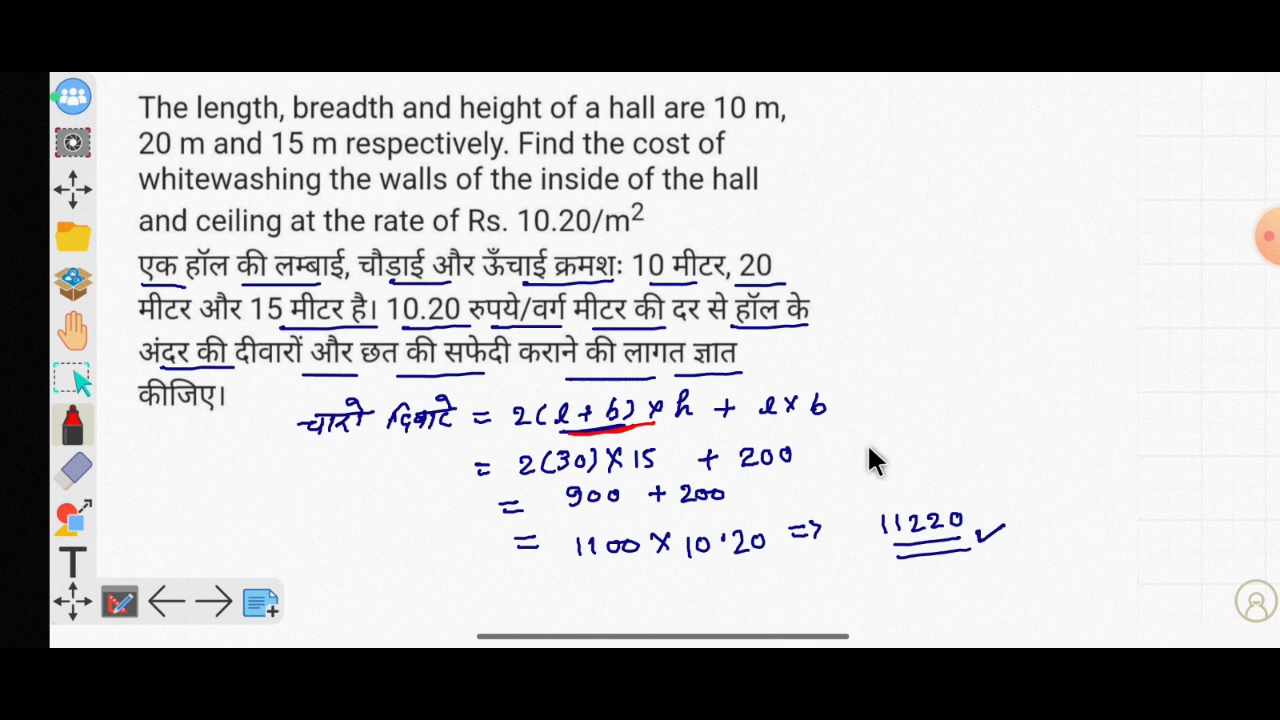 The length, breadth and height of a hall are 10 m,
20 m and 15 m respectively. Find the cost of
whitewashing the walls of the inside of the hall
and ceiling at the rate of Rs. 10.20/m²
एक हॉल की लम्बाई, चौड़ाई और ऊँचाई क्रमशः 10 मीटर, 20
मीटर और 15 मीटर है। 10.20 रुपये/वर्ग मीटर की दर से हॉल के
अंदर की दीवारों और छत की सफेदी कराने की लागत ज्ञात
कीजिए।
चारो = 2(l+b)×h + l×b
= 2(30)×15 + 200
= 900 + 200
= 1100×10.20 => 11220 ✓
T